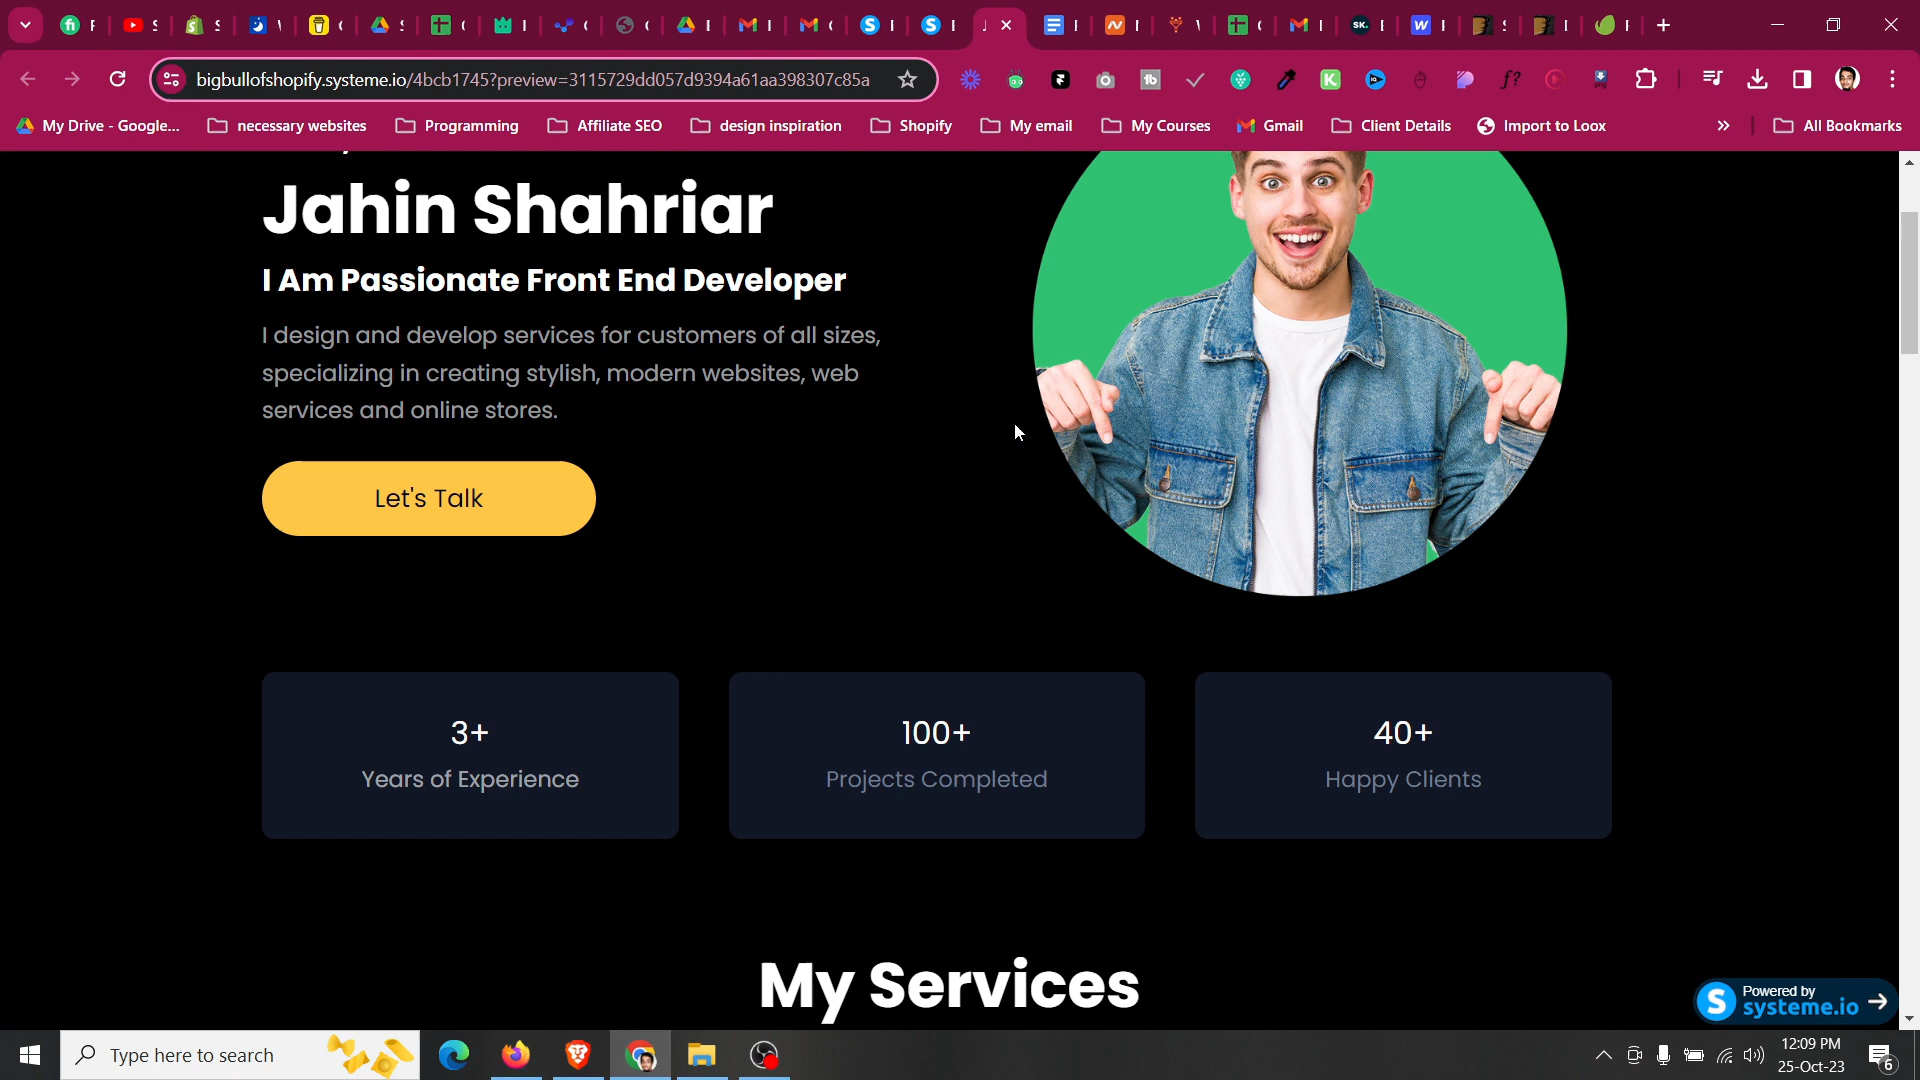 bigbullofshopify.systeme.io/4bcb1745?preview=3115729dd057d9394a61aa398307c85a
My Drive - Google...
necessary websites
Programming
Affiliate SEO
design inspiration
Shopify
My email
My Courses
Gmail
Client Details
Import to Loox
All Bookmarks
Jahin Shahriar
I Am Passionate Front End Developer
I design and develop services for customers of all sizes,
specializing in creating stylish, modern websites, web
services and online stores.
Let's Talk
3+
Years of Experience
100+
Projects Completed
40+
Happy Clients
My Services
Powered by
systeme.io
Type here to search
12:09 PM
25-Oct-23
6